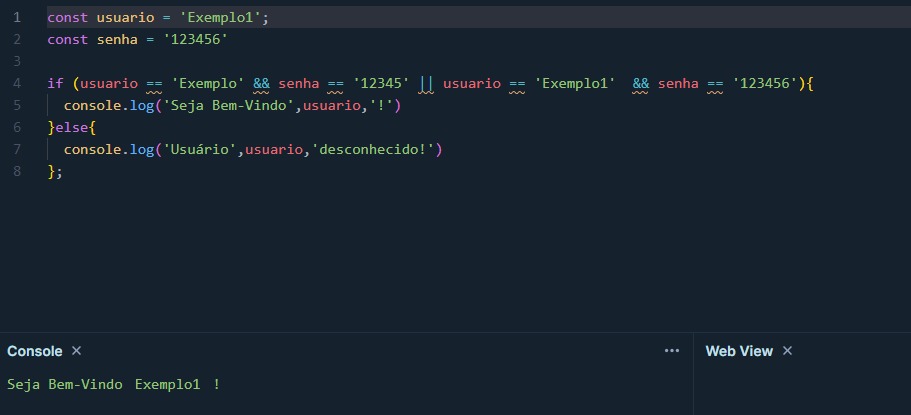 1 const usuario = 'Exemplo1';
2 const senha = '123456'
3
4 if (usuario == 'Exemplo' && senha == '12345' || usuario == 'Exemplo1'  && senha == '123456'){
5   console.log('Seja Bem-Vindo',usuario,'!')
6 }else{
7   console.log('Usuário',usuario,'desconhecido!')
8 };
Console × ••• Web View ×
Seja Bem-Vindo Exemplo1 !